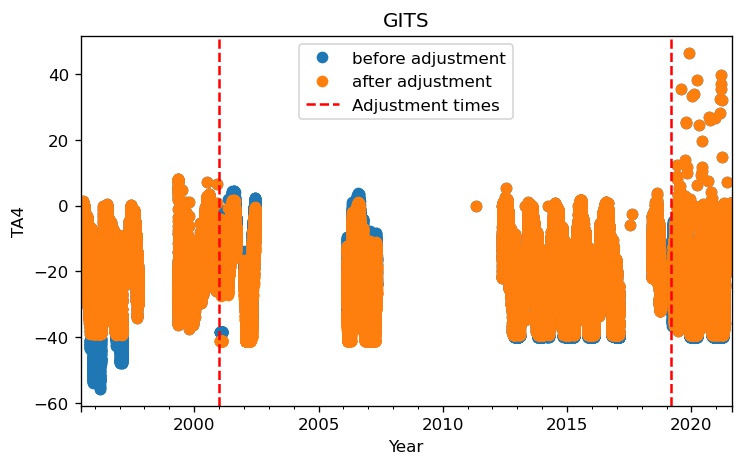 GITS
before adjustment
after adjustment
Adjustment times
TA4
40
20
0
−20
−40
−60
2000 2005 2010 2015 2020
Year